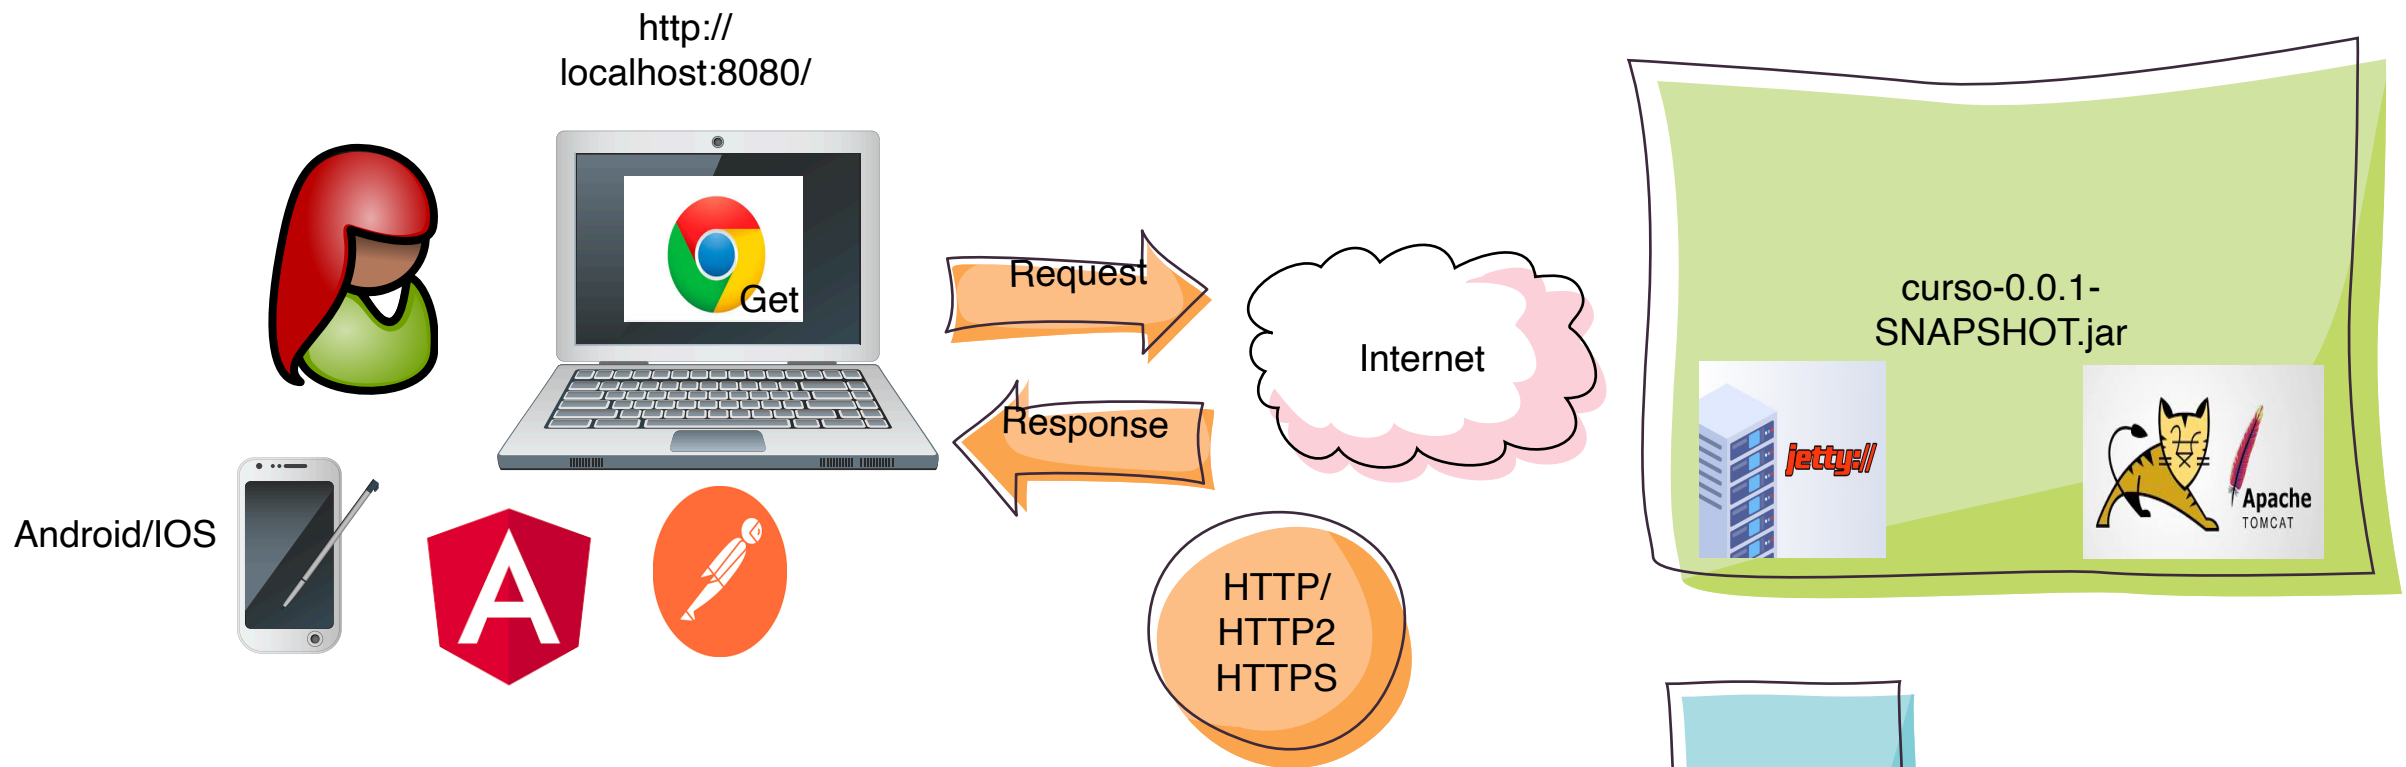 http://
localhost:8080/
Get
Request
Response
Internet
curso-0.0.1-
SNAPSHOT.jar
jetty://
Apache
TOMCAT
Android/IOS
HTTP/
HTTP2
HTTPS